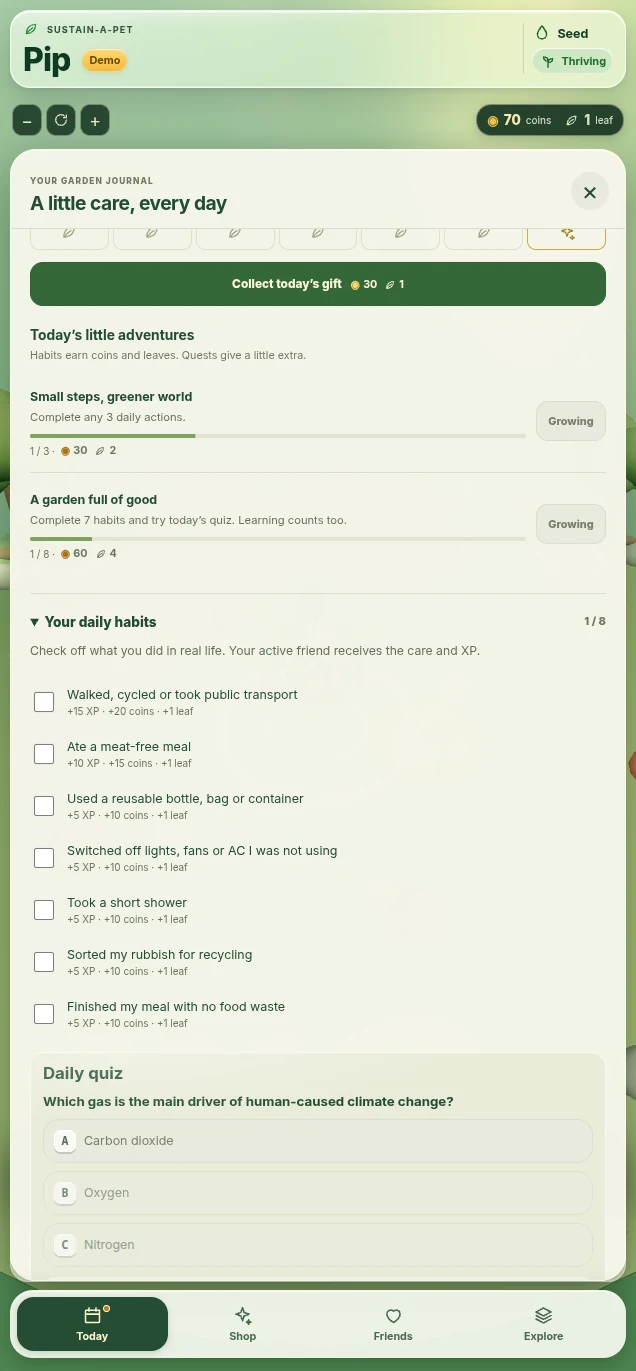 SUSTAIN-A-PET
Pip
Demo
Seed
Thriving
−
+
70 coins 1 leaf
YOUR GARDEN JOURNAL
A little care, every day
Collect today’s gift 30 1
Today’s little adventures
Habits earn coins and leaves. Quests give a little extra.
Small steps, greener world
Complete any 3 daily actions.
Growing
1 / 3 · 30 2
A garden full of good
Complete 7 habits and try today’s quiz. Learning counts too.
Growing
1 / 8 · 60 4
Your daily habits
1 / 8
Check off what you did in real life. Your active friend receives the care and XP.
Walked, cycled or took public transport
+15 XP · +20 coins · +1 leaf
Ate a meat-free meal
+10 XP · +15 coins · +1 leaf
Used a reusable bottle, bag or container
+5 XP · +10 coins · +1 leaf
Switched off lights, fans or AC I was not using
+5 XP · +10 coins · +1 leaf
Took a short shower
+5 XP · +10 coins · +1 leaf
Sorted my rubbish for recycling
+5 XP · +10 coins · +1 leaf
Finished my meal with no food waste
+5 XP · +10 coins · +1 leaf
Daily quiz
Which gas is the main driver of human-caused climate change?
A Carbon dioxide
B Oxygen
C Nitrogen
Today
Shop
Friends
Explore